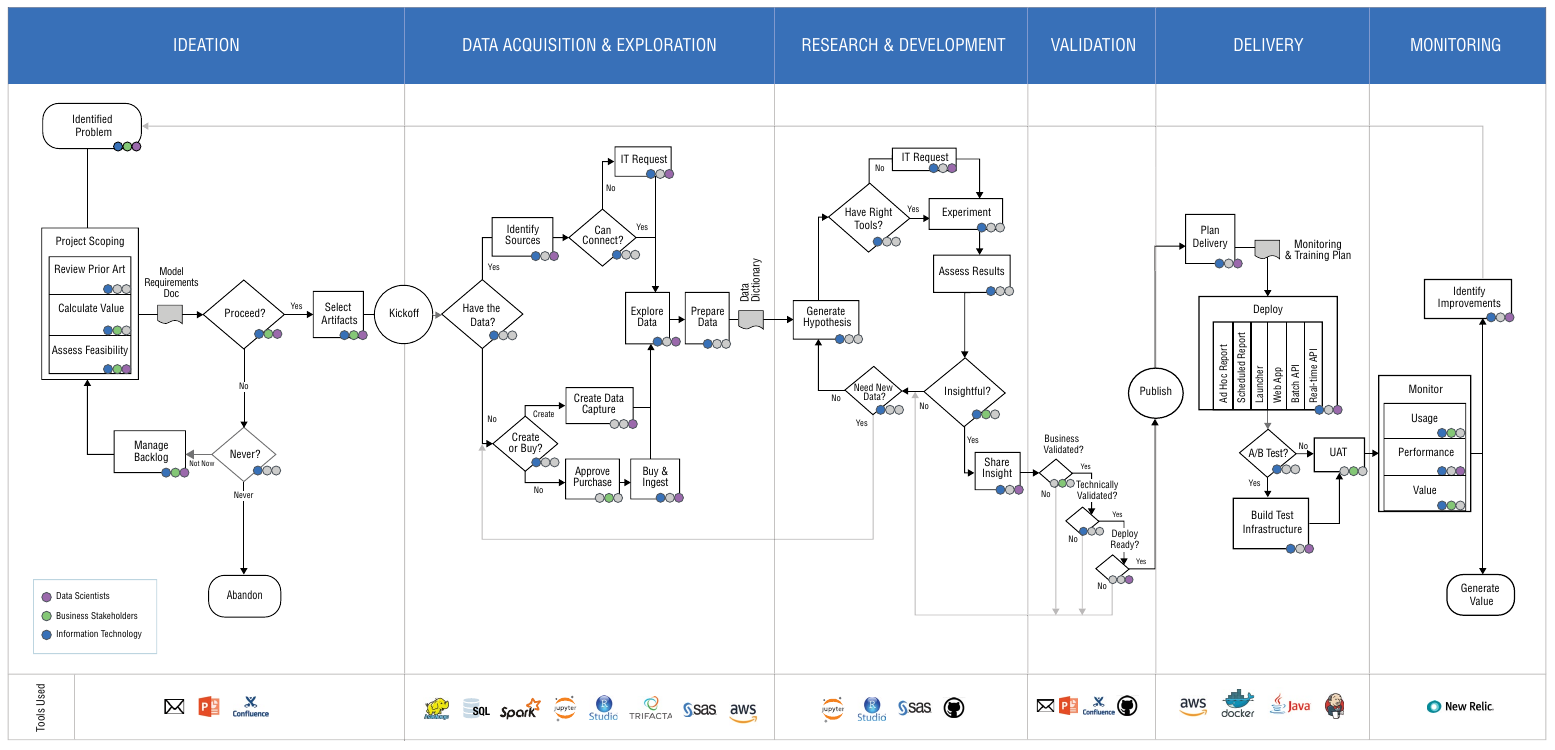 IDEATION
DATA ACQUISITION & EXPLORATION
RESEARCH & DEVELOPMENT
VALIDATION
DELIVERY
MONITORING
Identified
Problem
Project Scoping
Review Prior Art
Calculate Value
Assess Feasibility
Model
Requirements
Doc
Proceed?
Yes
No
Select
Artifacts
Manage
Backlog
Not Now
Never?
Never
Abandon
Data Scientists
Business Stakeholders
Information Technology
Kickoff
Have the
Data?
Yes
No
Identify
Sources
Can
Connect?
No
Yes
IT Request
Explore
Data
Prepare
Data
Data
Dictionary
Create
or Buy?
Create
No
Create Data
Capture
Approve
Purchase
Buy &
Ingest
Generate
Hypothesis
Have Right
Tools?
No
Yes
IT Request
Experiment
Assess Results
Insightful?
No
Yes
Need New
Data?
No
Yes
Share
Insight
Business
Validated?
Yes
No
Technically
Validated?
Yes
No
Deploy
Ready?
Yes
No
Publish
Plan
Delivery
Monitoring
& Training Plan
Deploy
Ad Hoc Report
Scheduled Report
Launcher
Web App
Batch API
Real-time API
A/B Test?
No
Yes
UAT
Build Test
Infrastructure
Monitor
Usage
Performance
Value
Identify
Improvements
Generate
Value
Tools Used
P
Confluence
hadoop
SQL
Spark
jupyter
R
Studio
TRIFACTA
sas
aws
jupyter
R
Studio
sas
P
Confluence
aws
docker
Java
New Relic.